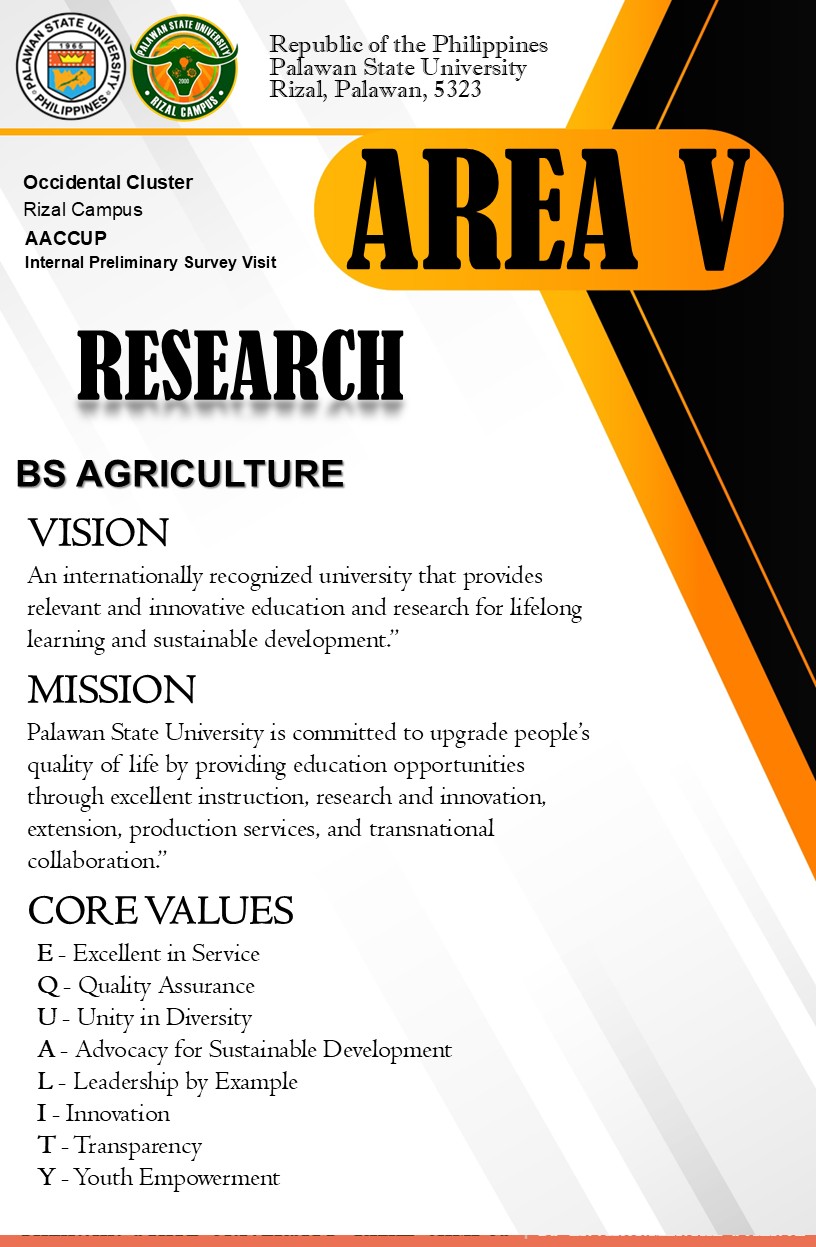 PALAWAN STATE UNIVERSITY
1965
PHILIPPINES
PALAWAN STATE UNIVERSITY
2000
RIZAL CAMPUS
Republic of the Philippines
Palawan State University
Rizal, Palawan, 5323
AREA V
Occidental Cluster
Rizal Campus
AACCUP
Internal Preliminary Survey Visit
RESEARCH
BS AGRICULTURE
VISION
An internationally recognized university that provides
relevant and innovative education and research for lifelong
learning and sustainable development.”
MISSION
Palawan State University is committed to upgrade people’s
quality of life by providing education opportunities
through excellent instruction, research and innovation,
extension, production services, and transnational
collaboration.”
CORE VALUES
E - Excellent in Service
Q - Quality Assurance
U - Unity in Diversity
A - Advocacy for Sustainable Development
L - Leadership by Example
I - Innovation
T - Transparency
Y - Youth Empowerment